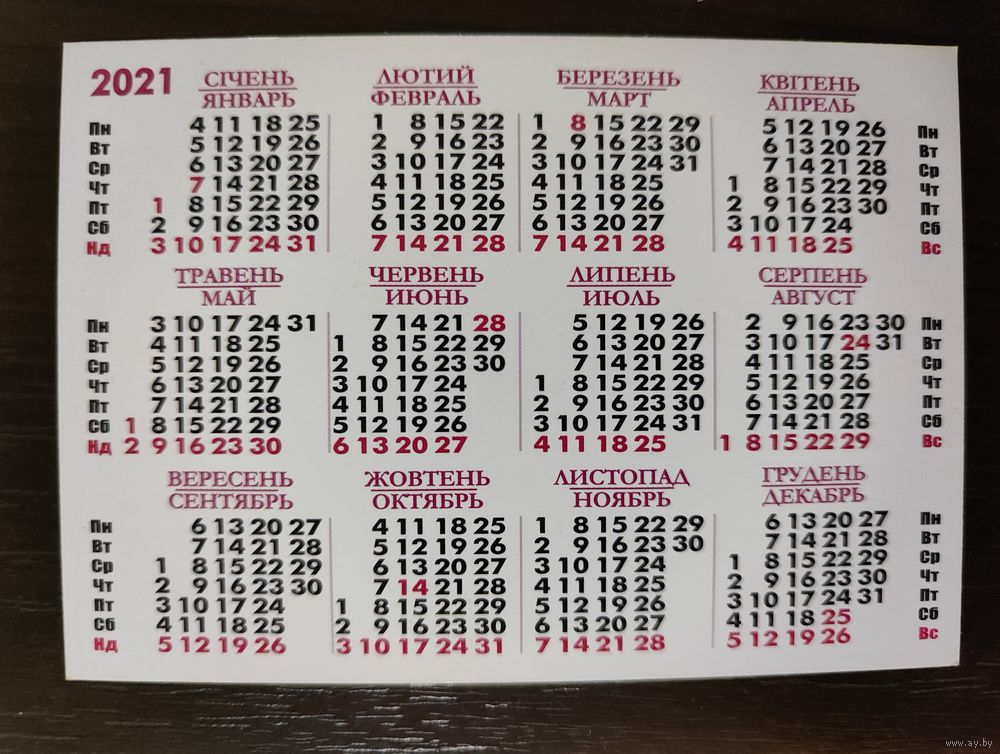 2021
СІЧЕНЬ
ЯНВАРЬ
Пн 4 11 18 25
Вт 5 12 19 26
Ср 6 13 20 27
Чт 7 14 21 28
Пт 1 8 15 22 29
Сб 2 9 16 23 30
Нд 3 10 17 24 31
ЛЮТИЙ
ФЕВРАЛЬ
1 8 15 22
2 9 16 23
3 10 17 24
4 11 18 25
5 12 19 26
6 13 20 27
7 14 21 28
БЕРЕЗЕНЬ
МАРТ
1 8 15 22 29
2 9 16 23 30
3 10 17 24 31
4 11 18 25
5 12 19 26
6 13 20 27
7 14 21 28
КВІТЕНЬ
АПРЕЛЬ
5 12 19 26 Пн
6 13 20 27 Вт
7 14 21 28 Ср
1 8 15 22 29 Чт
2 9 16 23 30 Пт
3 10 17 24 Сб
4 11 18 25 Вс
ТРАВЕНЬ
МАЙ
Пн 3 10 17 24 31
Вт 4 11 18 25
Ср 5 12 19 26
Чт 6 13 20 27
Пт 7 14 21 28
Сб 1 8 15 22 29
Нд 2 9 16 23 30
ЧЕРВЕНЬ
ИЮНЬ
7 14 21 28
1 8 15 22 29
2 9 16 23 30
3 10 17 24
4 11 18 25
5 12 19 26
6 13 20 27
ЛИПЕНЬ
ИЮЛЬ
5 12 19 26
6 13 20 27
7 14 21 28
1 8 15 22 29
2 9 16 23 30
3 10 17 24 31
4 11 18 25
СЕРПЕНЬ
АВГУСТ
2 9 16 23 30 Пн
3 10 17 24 31 Вт
4 11 18 25 Ср
5 12 19 26 Чт
6 13 20 27 Пт
7 14 21 28 Сб
1 8 15 22 29 Вс
ВЕРЕСЕНЬ
СЕНТЯБРЬ
Пн 6 13 20 27
Вт 7 14 21 28
Ср 1 8 15 22 29
Чт 2 9 16 23 30
Пт 3 10 17 24
Сб 4 11 18 25
Нд 5 12 19 26
ЖОВТЕНЬ
ОКТЯБРЬ
4 11 18 25
5 12 19 26
6 13 20 27
7 14 21 28
1 8 15 22 29
2 9 16 23 30
3 10 17 24 31
ЛИСТОПАД
НОЯБРЬ
1 8 15 22 29
2 9 16 23 30
3 10 17 24
4 11 18 25
5 12 19 26
6 13 20 27
7 14 21 28
ГРУДЕНЬ
ДЕКАБРЬ
6 13 20 27 Пн
7 14 21 28 Вт
1 8 15 22 29 Ср
2 9 16 23 30 Чт
3 10 17 24 31 Пт
4 11 18 25 Сб
5 12 19 26 Вс
www.ay.by